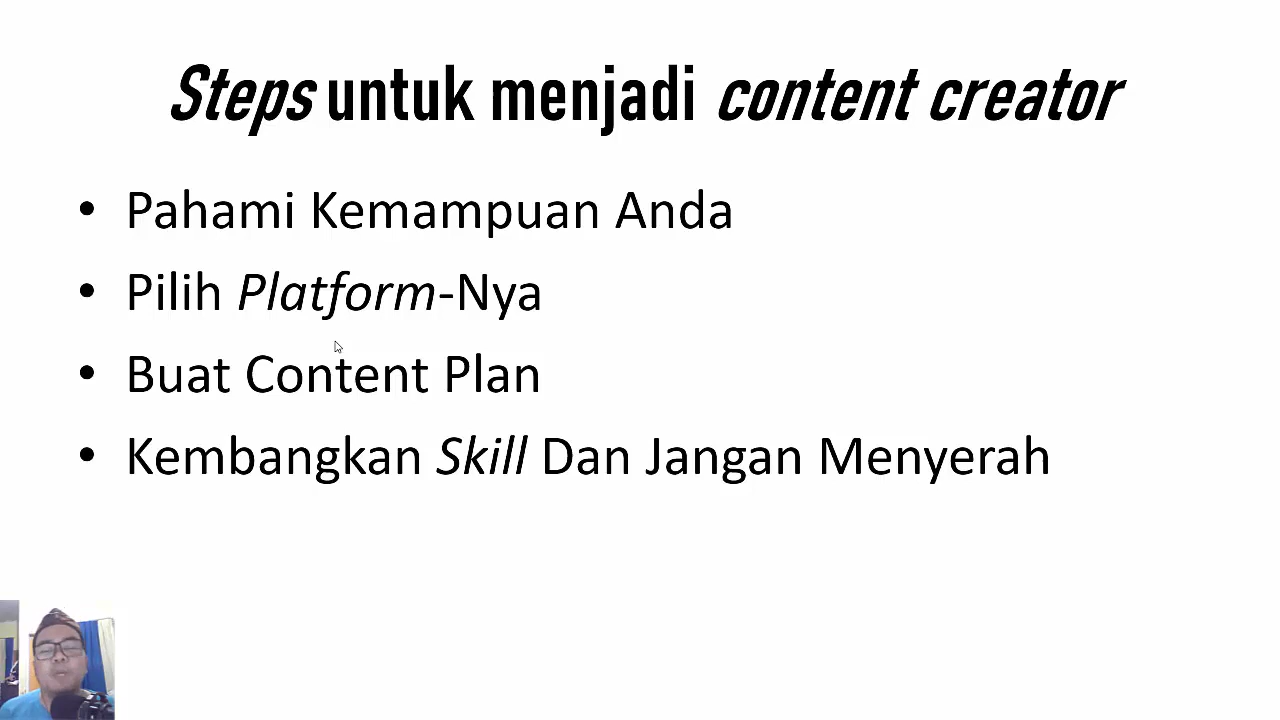 Steps untuk menjadi content creator
• Pahami Kemampuan Anda
• Pilih Platform-Nya
• Buat Content Plan
• Kembangkan Skill Dan Jangan Menyerah